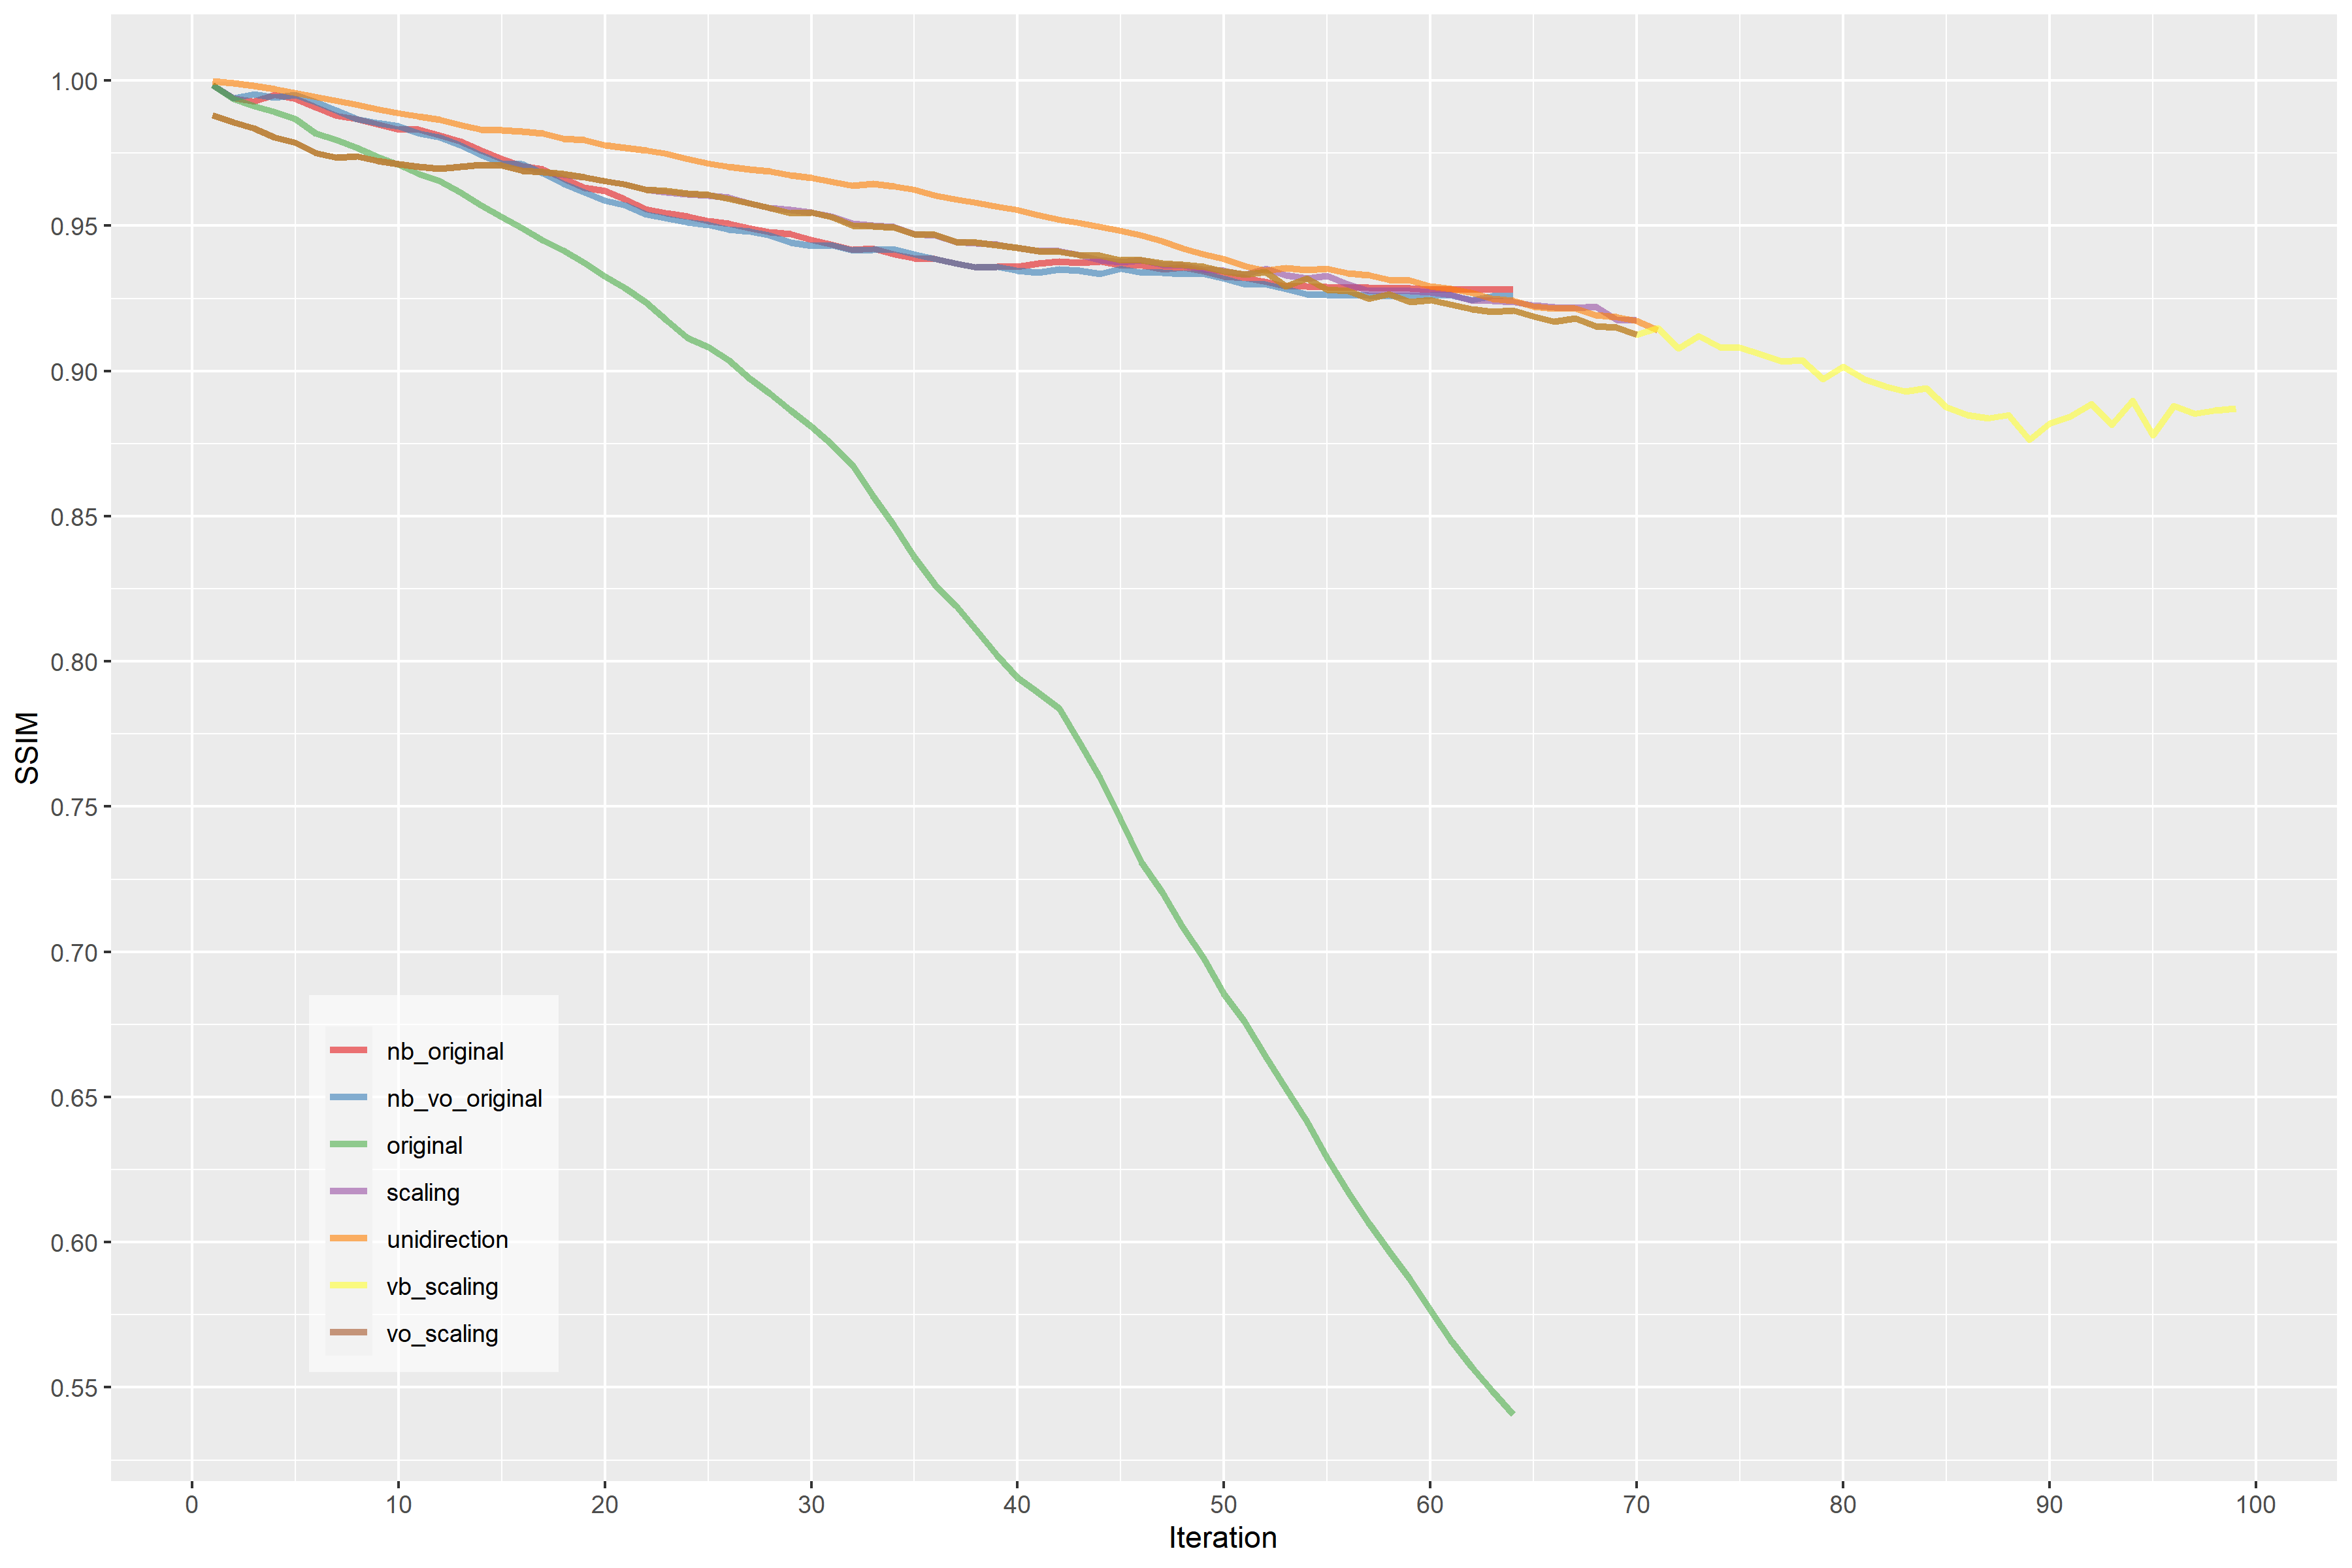 SSIM
1.00
0.95
0.90
0.85
0.80
0.75
0.70
0.65
0.60
0.55
nb_original
nb_vo_original
original
scaling
unidirection
vb_scaling
vo_scaling
0 10 20 30 40 50 60 70 80 90 100
Iteration